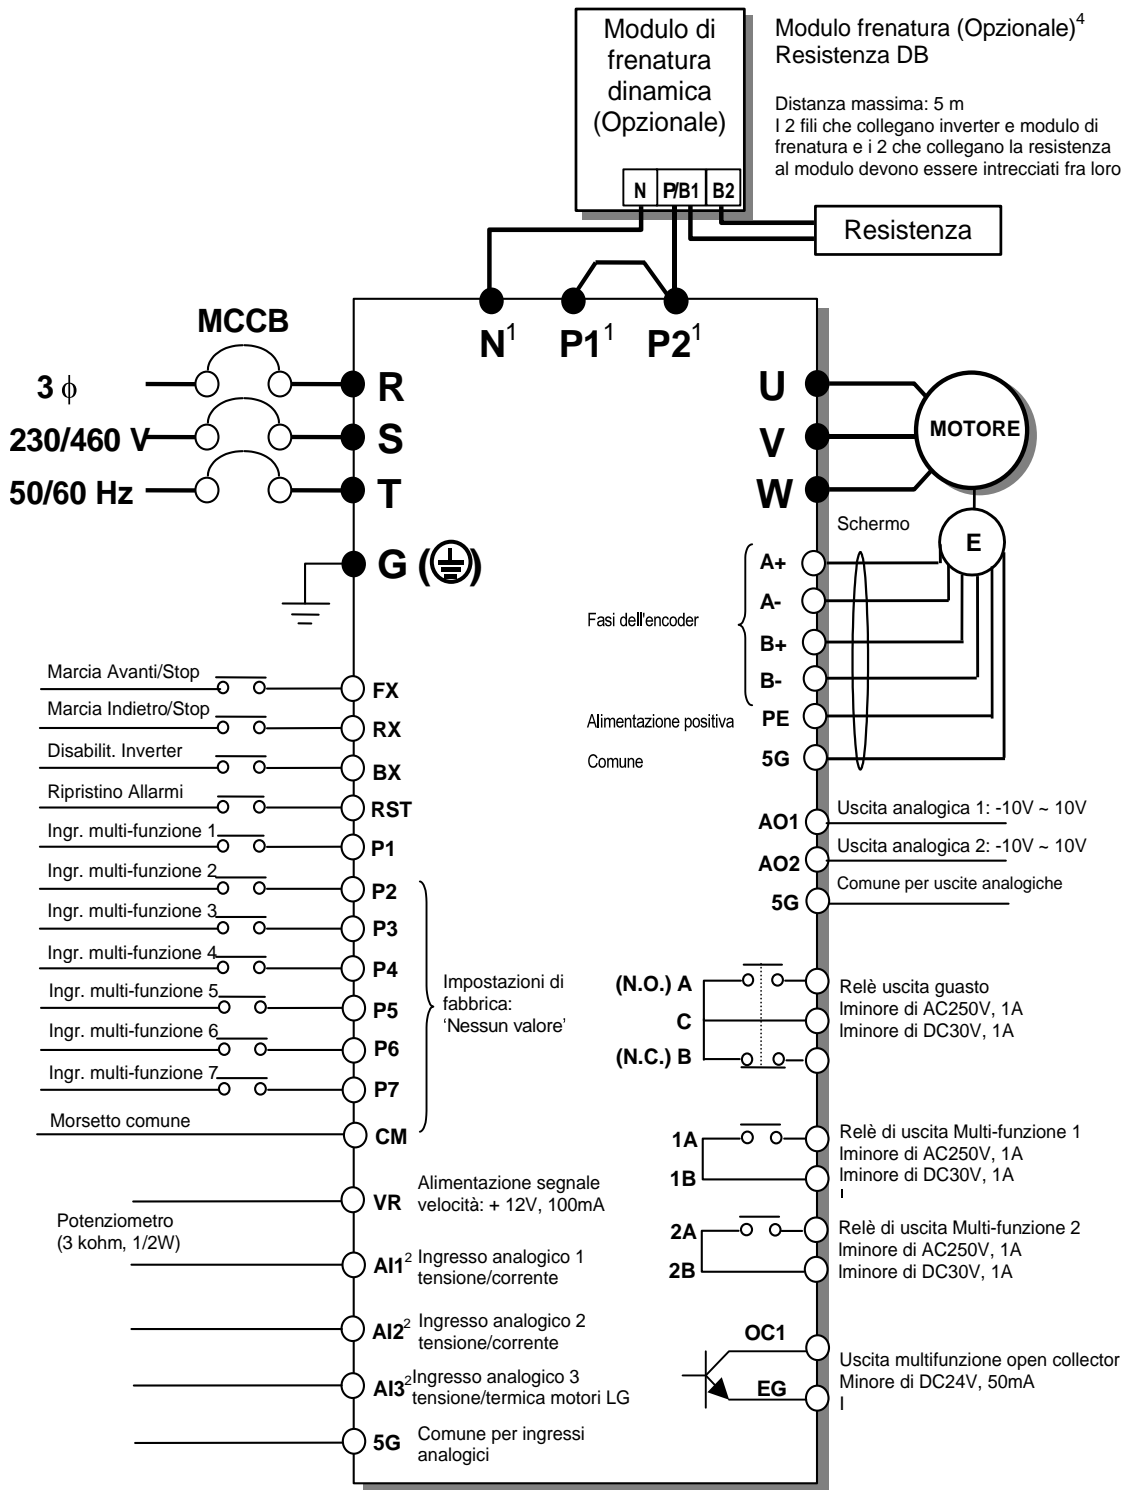 Modulo di
frenatura
dinamica
(Opzionale)
N P/B1 B2
Modulo frenatura (Opzionale)4
Resistenza DB
Distanza massima: 5 m
I 2 fili che collegano inverter e modulo di
frenatura e i 2 che collegano la resistenza
al modulo devono essere intrecciati fra loro
Resistenza
N1 P11 P21
MCCB
3 ϕ
230/460 V
50/60 Hz
R
S
T
G
U
V
W
MOTORE
Schermo
E
A+
A-
B+
B-
PE
5G
Fasi dell'encoder
Alimentazione positiva
Comune
Marcia Avanti/Stop
FX
Marcia Indietro/Stop
RX
Disabilit. Inverter
BX
Ripristino Allarmi
RST
Ingr. multi-funzione 1
P1
Ingr. multi-funzione 2
P2
Ingr. multi-funzione 3
P3
Ingr. multi-funzione 4
P4
Ingr. multi-funzione 5
P5
Ingr. multi-funzione 6
P6
Ingr. multi-funzione 7
P7
Morsetto comune
CM
Impostazioni di
fabbrica:
‘Nessun valore’
AO1
Uscita analogica 1: -10V ~ 10V
AO2
Uscita analogica 2: -10V ~ 10V
5G
Comune per uscite analogiche
(N.O.) A
C
(N.C.) B
Relè uscita guasto
Iminore di AC250V, 1A
Iminore di DC30V, 1A
1A
1B
Relè di uscita Multi-funzione 1
Iminore di AC250V, 1A
Iminore di DC30V, 1A
I
2A
2B
Relè di uscita Multi-funzione 2
Iminore di AC250V, 1A
Iminore di DC30V, 1A
OC1
EG
Uscita multifunzione open collector
Minore di DC24V, 50mA
I
VR
Alimentazione segnale
velocità: + 12V, 100mA
Potenziometro
(3 kohm, 1/2W)
AI12 Ingresso analogico 1
tensione/corrente
AI22 Ingresso analogico 2
tensione/corrente
AI32 Ingresso analogico 3
tensione/termica motori LG
5G Comune per ingressi
analogici